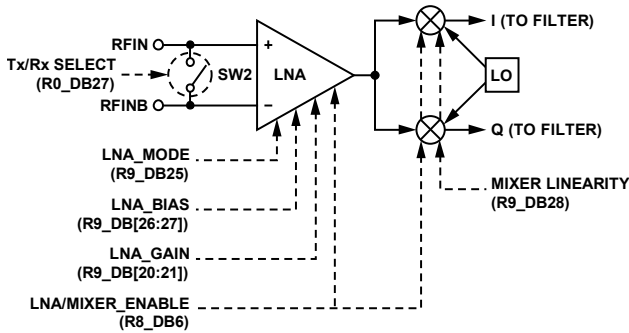 RFIN
I (TO FILTER)
Tx/Rx SELECT
(R0_DB27)
+
SW2
LNA
LO
RFINB
–
Q (TO FILTER)
LNA_MODE
(R9_DB25)
MIXER LINEARITY
(R9_DB28)
LNA_BIAS
(R9_DB[26:27])
LNA_GAIN
(R9_DB[20:21])
LNA/MIXER_ENABLE
(R8_DB6)